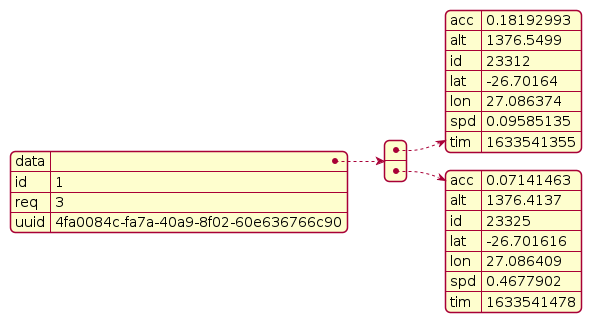 data
id 1
req 3
uuid 4fa0084c-fa7a-40a9-8f02-60e636766c90
acc 0.18192993
alt 1376.5499
id 23312
lat -26.70164
lon 27.086374
spd 0.09585135
tim 1633541355
acc 0.07141463
alt 1376.4137
id 23325
lat -26.701616
lon 27.086409
spd 0.4677902
tim 1633541478